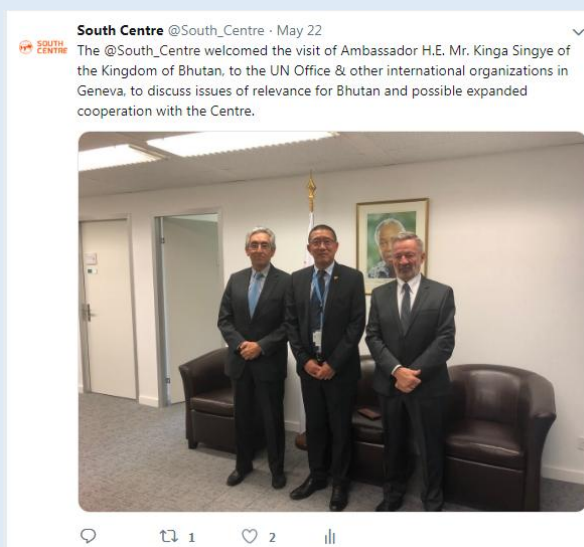 South Centre @South_Centre · May 22
SOUTH
CENTRE
The @South_Centre welcomed the visit of Ambassador H.E. Mr. Kinga Singye of
the Kingdom of Bhutan, to the UN Office & other international organizations in
Geneva, to discuss issues of relevance for Bhutan and possible expanded
cooperation with the Centre.
1
2